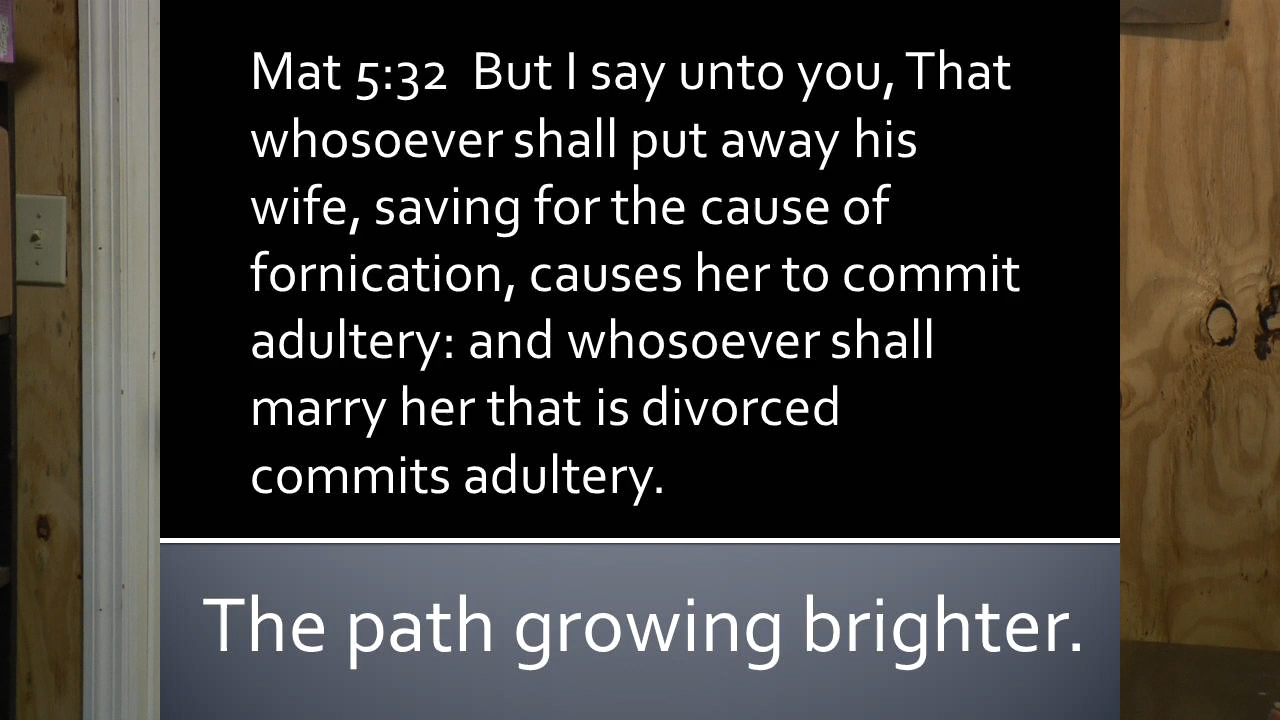 Mat 5:32 But I say unto you, That
whosoever shall put away his
wife, saving for the cause of
fornication, causes her to commit
adultery: and whosoever shall
marry her that is divorced
commits adultery.
The path growing brighter.